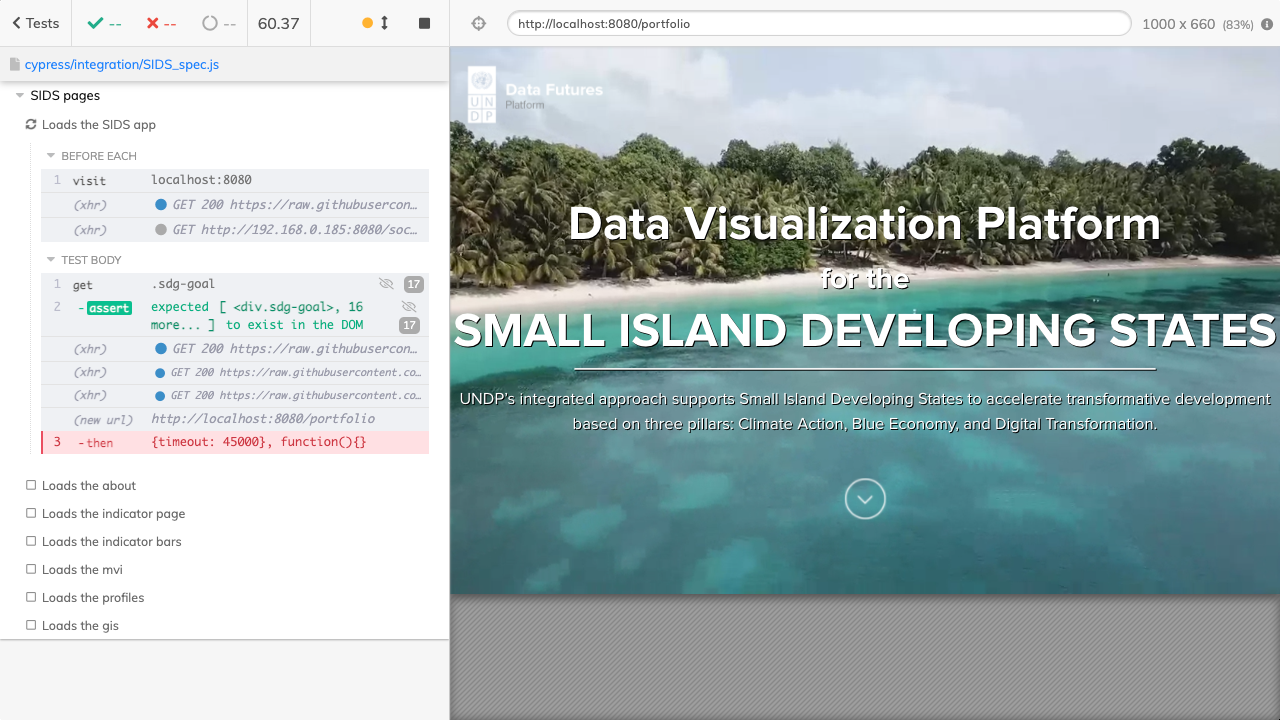 Tests
--
--
--
60.37
http://localhost:8080/portfolio
1000 x 660 (83%)
cypress/integration/SIDS_spec.js
SIDS pages
Loads the SIDS app
BEFORE EACH
1 visit localhost:8080
(xhr) GET 200 https://raw.githubusercon…
(xhr) GET http://192.168.0.185:8080/soc…
TEST BODY
1 get .sdg-goal 17
2 -assert expected [ <div.sdg-goal>, 16
more... ] to exist in the DOM 17
(xhr) GET 200 https://raw.githubusercon…
(xhr) GET 200 https://raw.githubusercontent.co…
(xhr) GET 200 https://raw.githubusercontent.co…
(new url) http://localhost:8080/portfolio
3 -then {timeout: 45000}, function(){}
Loads the about
Loads the indicator page
Loads the indicator bars
Loads the mvi
Loads the profiles
Loads the gis
UN
DP
Data Futures
Platform
Data Visualization Platform
for the
SMALL ISLAND DEVELOPING STATES
UNDP's integrated approach supports Small Island Developing States to accelerate transformative development
based on three pillars: Climate Action, Blue Economy, and Digital Transformation.